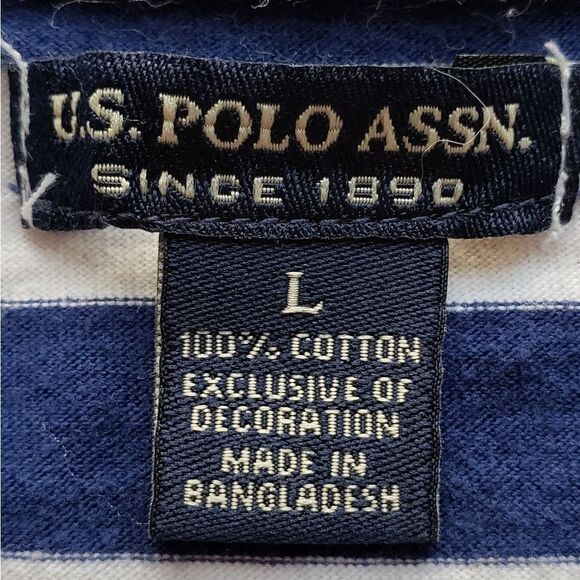 U.S. POLO ASSN.
SINCE 1890
L
100% COTTON
EXCLUSIVE OF
DECORATION
MADE IN
BANGLADESH